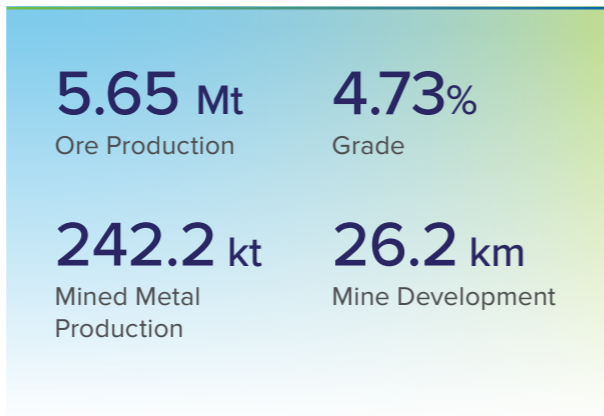 5.65 Mt
Ore Production
4.73%
Grade
242.2 kt
Mined Metal
Production
26.2 km
Mine Development